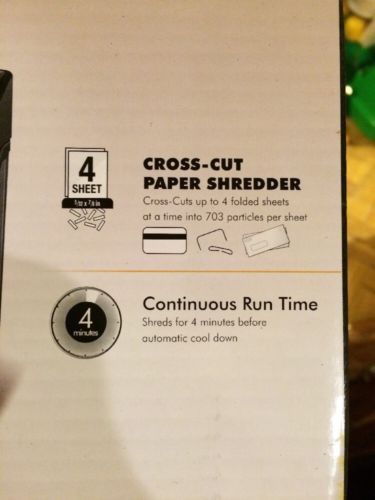 4
SHEET
CROSS-CUT
PAPER SHREDDER
Cross-Cuts up to 4 folded sheets
at a time into 703 particles per sheet
4
minutes
Continuous Run Time
Shreds for 4 minutes before
automatic cool down